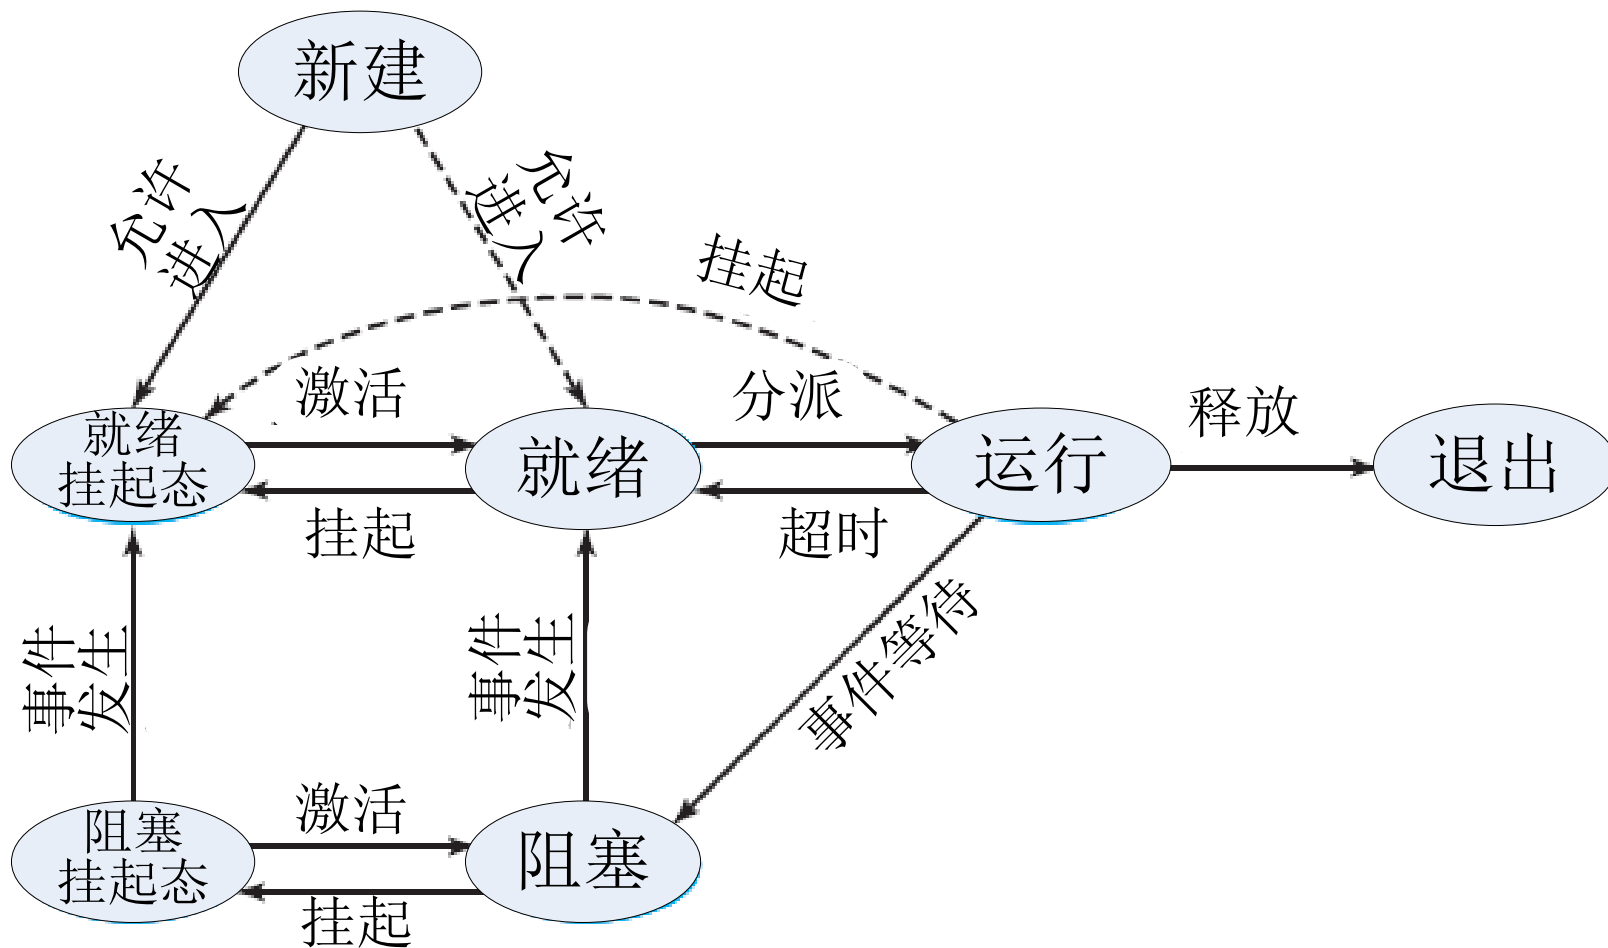 新建
允许
进入
允许
进入
挂起
激活
分派
释放
就绪
挂起态
就绪
运行
退出
挂起
超时
事件
发生
事件
发生
事件等待
激活
阻塞
挂起态
阻塞
挂起